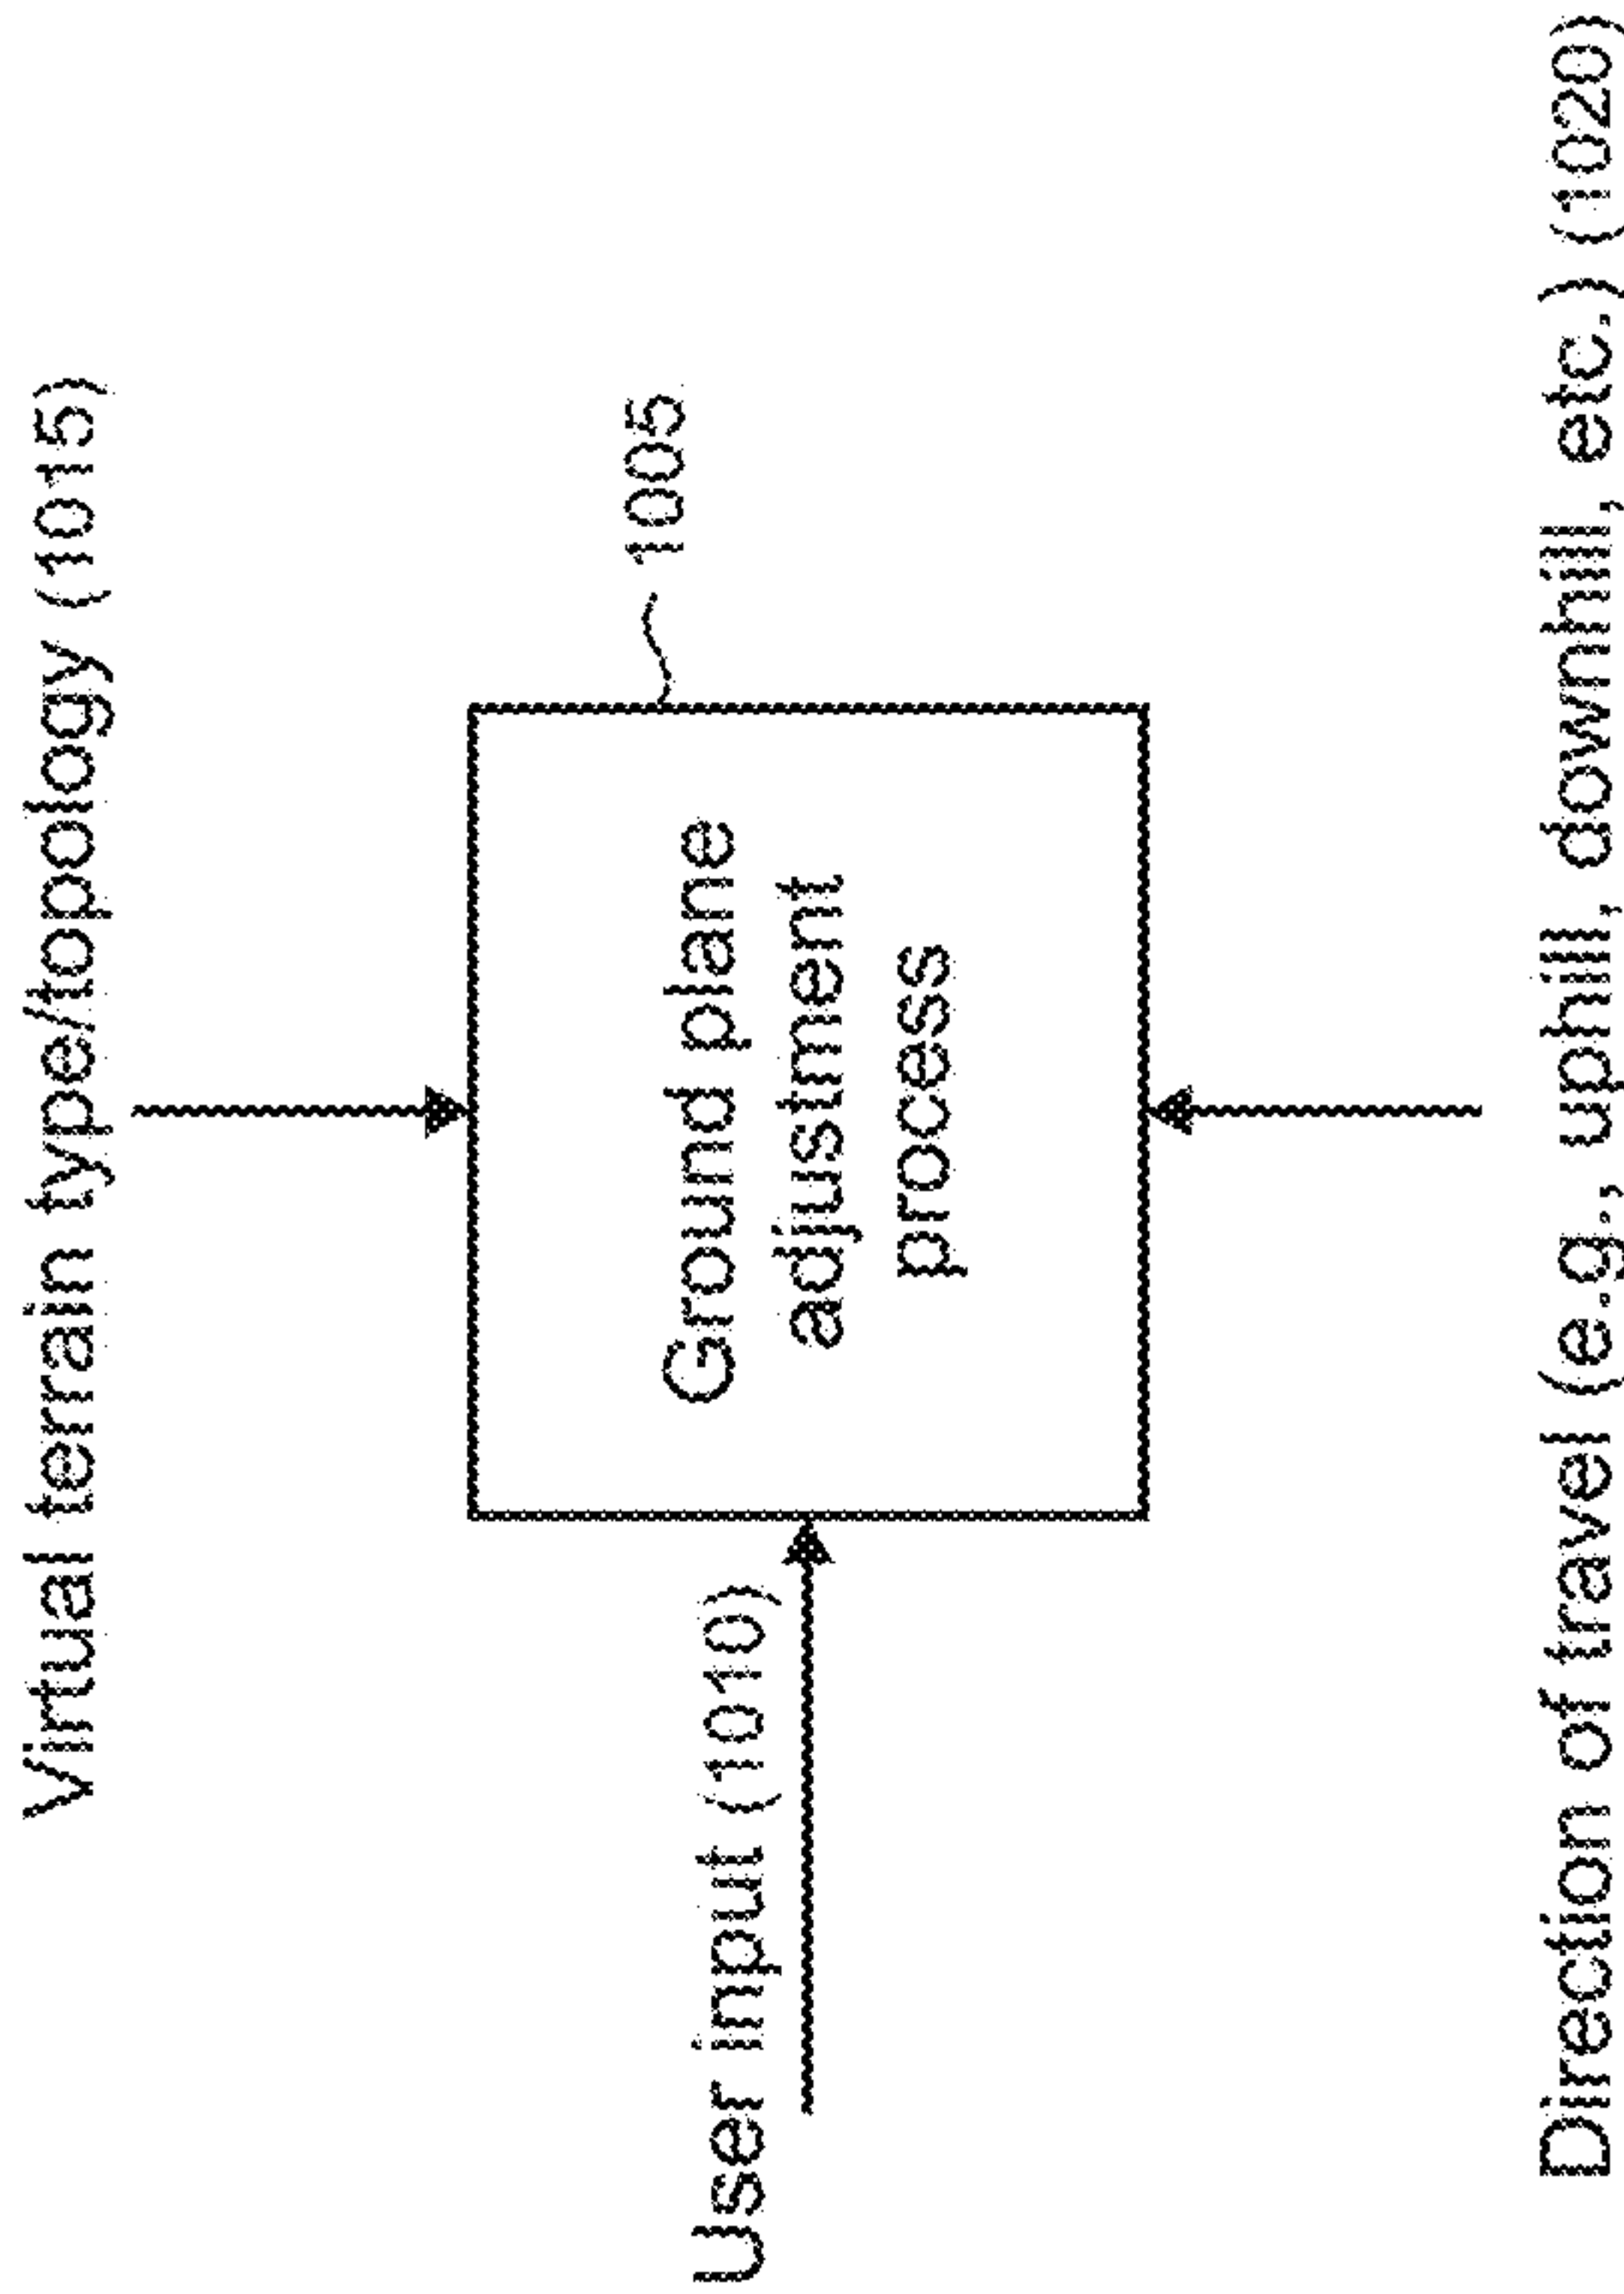 Virtual terrain type/topology (1015)
User input (1010)
Ground plane
adjustment
process
1005
Direction of travel (e.g., uphill, downhill, etc.) (1020)